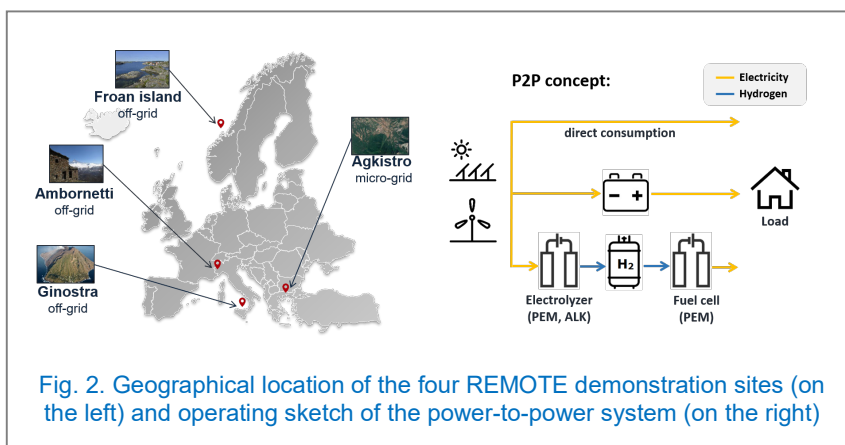 Froan island
off-grid
Ambornetti
off-grid
Ginostra
off-grid
Agkistro
micro-grid
P2P concept:
Electricity
Hydrogen
direct consumption
Load
H₂
Electrolyzer
(PEM, ALK)
Fuel cell
(PEM)
Fig. 2. Geographical location of the four REMOTE demonstration sites (on
the left) and operating sketch of the power-to-power system (on the right)